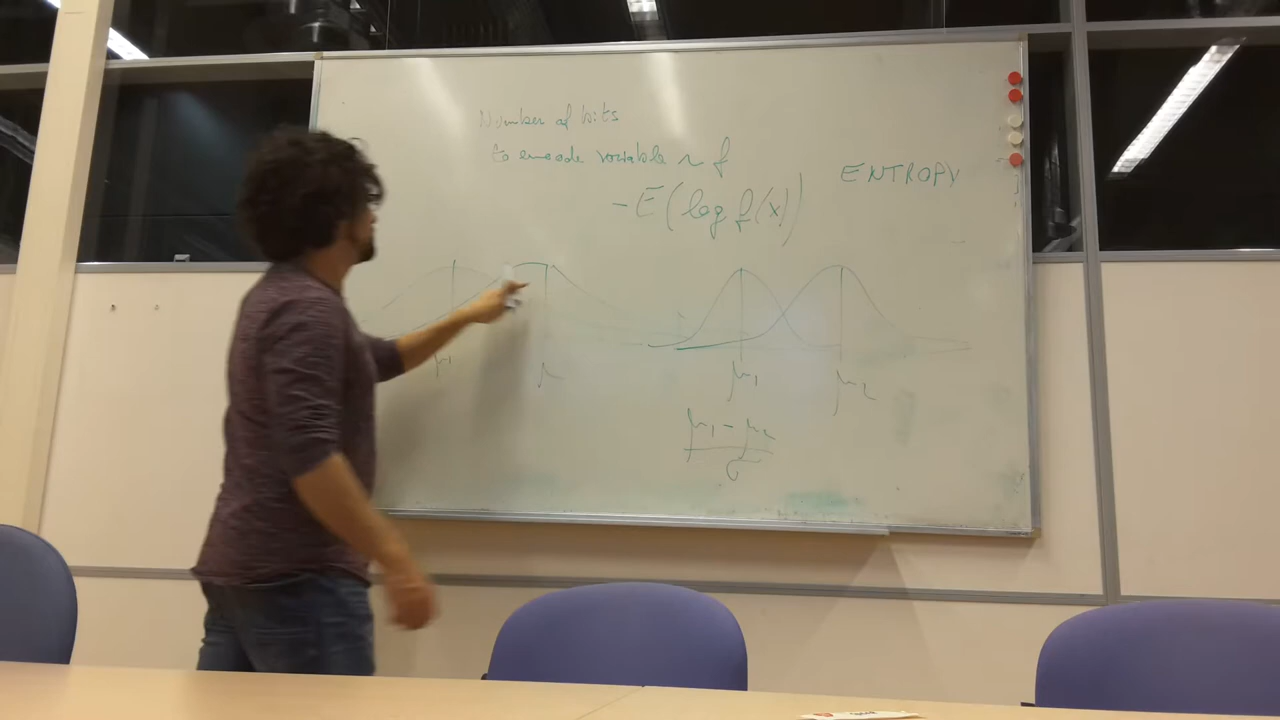 Number of bits
to encode variable ~ f
ENTROPY
-E(log f(x))
μ1
μ
μ1
μ2
μ1 - μ2
σ